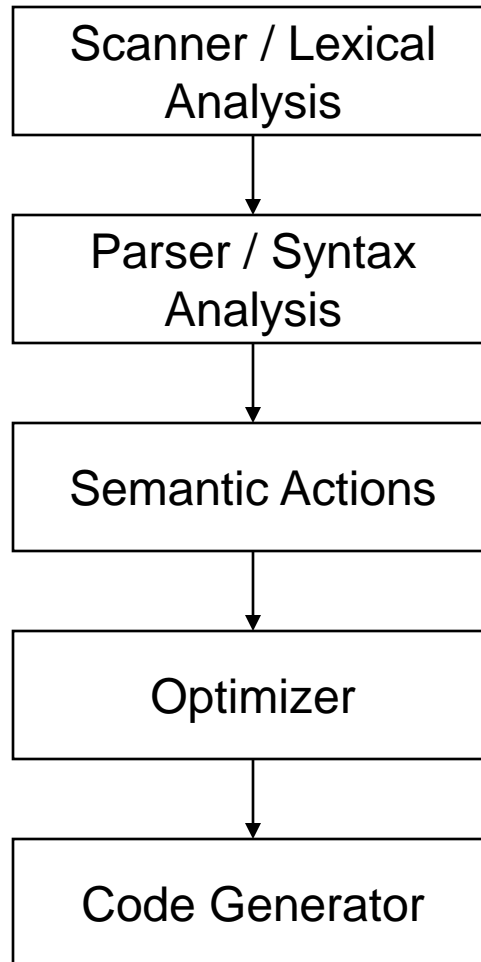 Scanner / Lexical
Analysis
Parser / Syntax
Analysis
Semantic Actions
Optimizer
Code Generator